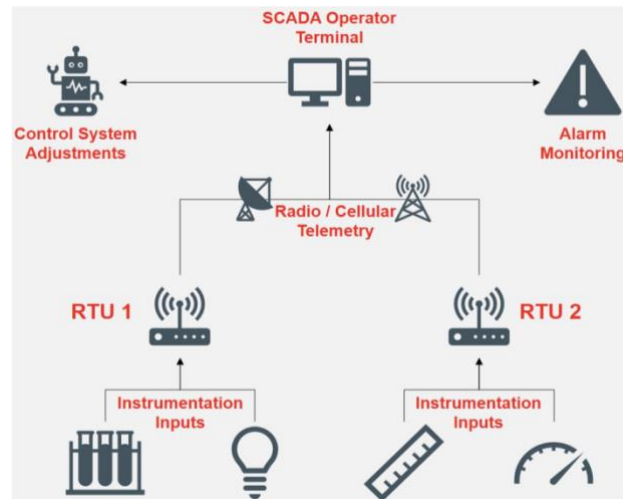 SCADA Operator
Terminal
Control System
Adjustments
Alarm
Monitoring
Radio / Cellular
Telemetry
RTU 1
RTU 2
Instrumentation
Inputs
Instrumentation
Inputs